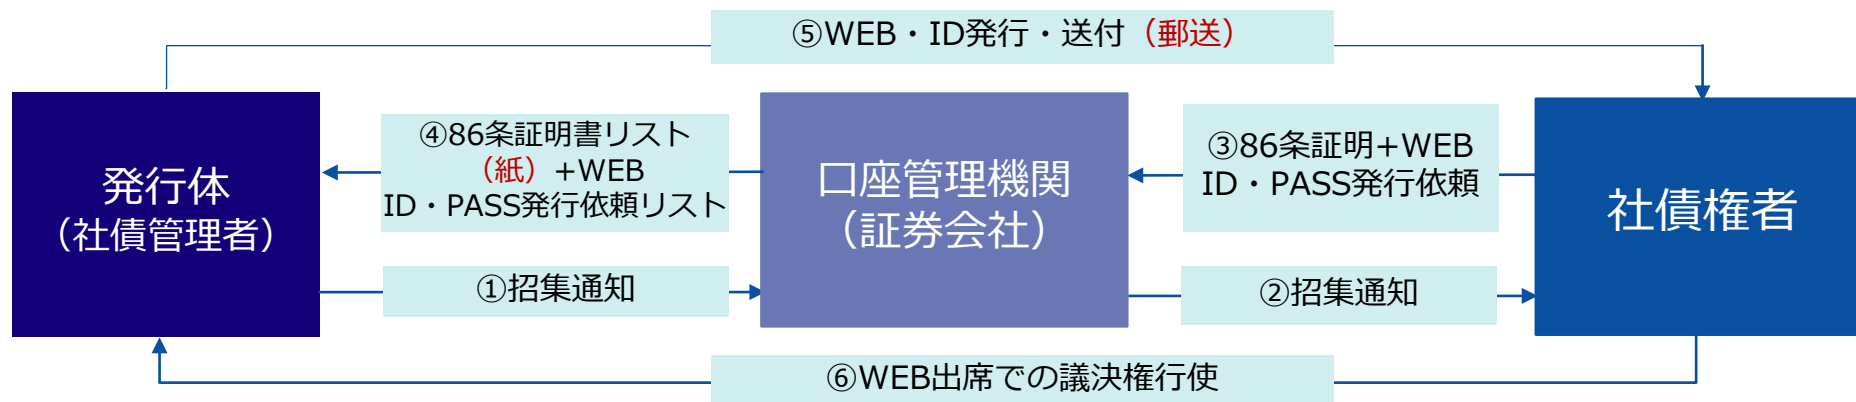 ⑤WEB・ID発行・送付（郵送）
発行体
（社債管理者）
④86条証明書リスト
（紙）+WEB
ID・PASS発行依頼リスト
口座管理機関
（証券会社）
③86条証明+WEB
ID・PASS発行依頼
社債権者
①招集通知
②招集通知
⑥WEB出席での議決権行使